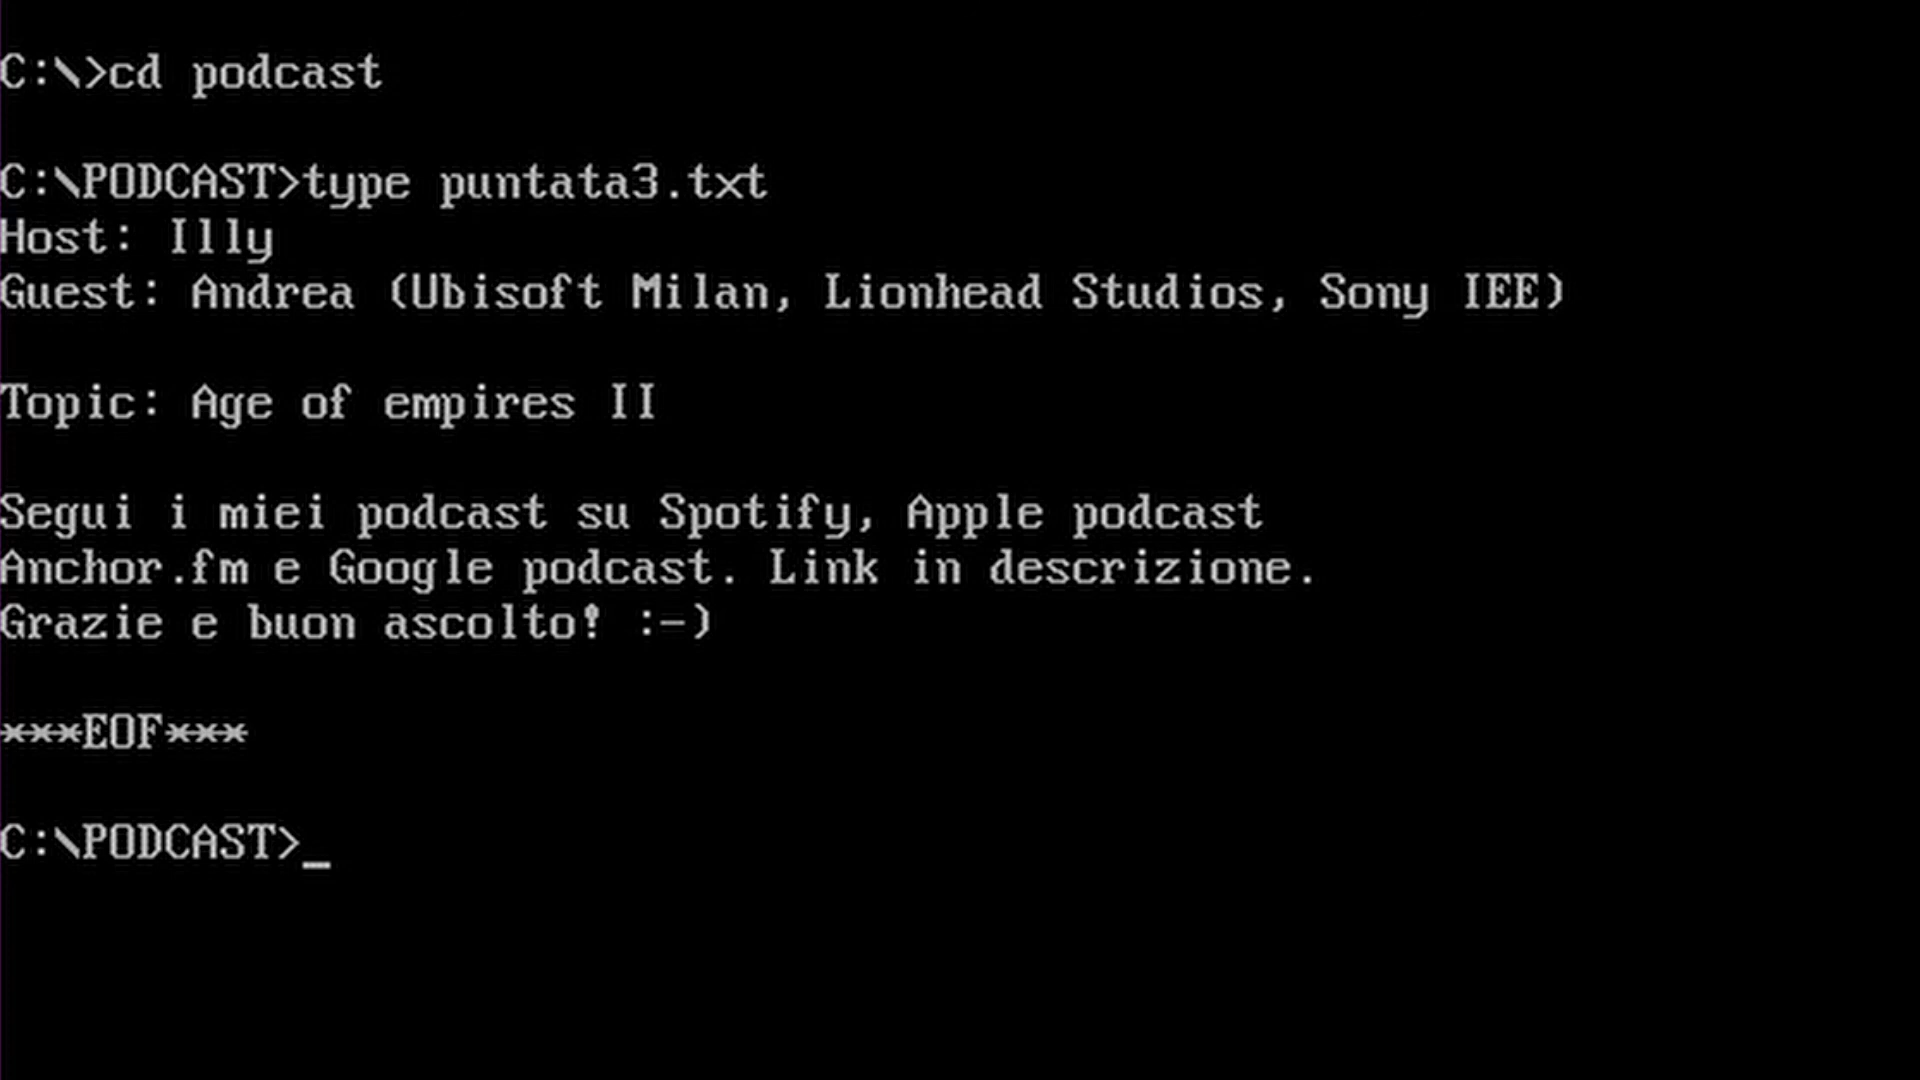 C:\>cd podcast
C:\PODCAST>type puntata3.txt
Host: Illy
Guest: Andrea (Ubisoft Milan, Lionhead Studios, Sony IEE)
Topic: Age of empires II
Segui i miei podcast su Spotify, Apple podcast
Anchor.fm e Google podcast. Link in descrizione.
Grazie e buon ascolto! :-)
***EOF***
C:\PODCAST>_